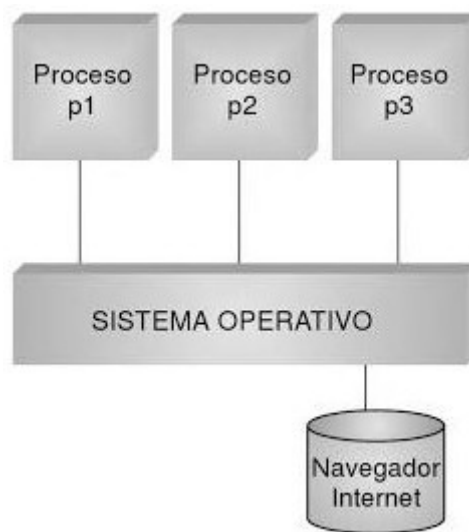 Proceso
p1
Proceso
p2
Proceso
p3
SISTEMA OPERATIVO
Navegador
Internet